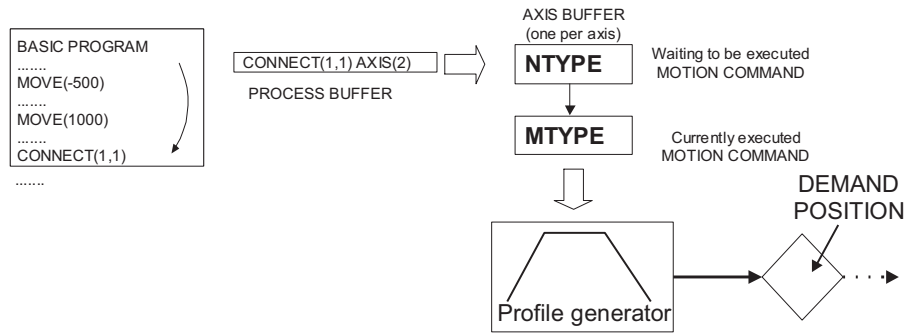 BASIC PROGRAM
.......
MOVE(-500)
.......
MOVE(1000)
.......
CONNECT(1,1)
.......
CONNECT(1,1) AXIS(2)
PROCESS BUFFER
AXIS BUFFER
(one per axis)
NTYPE
Waiting to be executed
MOTION COMMAND
MTYPE
Currently executed
MOTION COMMAND
Profile generator
DEMAND
POSITION